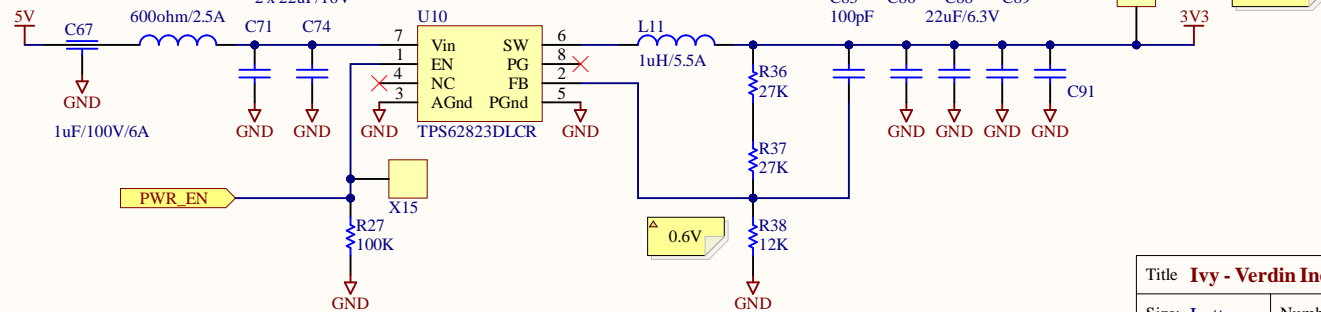 5V
C67
600ohm/2.5A
C71
C74
GND
1uF/100V/6A
GND
GND
U10
7
1
4
3
Vin
EN
NC
AGnd
SW
PG
FB
PGnd
6
8
2
5
TPS62823DLCR
GND
GND
L11
1uH/5.5A
R36
27K
R37
27K
R38
12K
GND
0.6V
100pF
22uF/6.3V
C91
GND
GND
GND
GND
3V3
PWR_EN
X15
R27
100K
GND
Title Ivy - Verdin